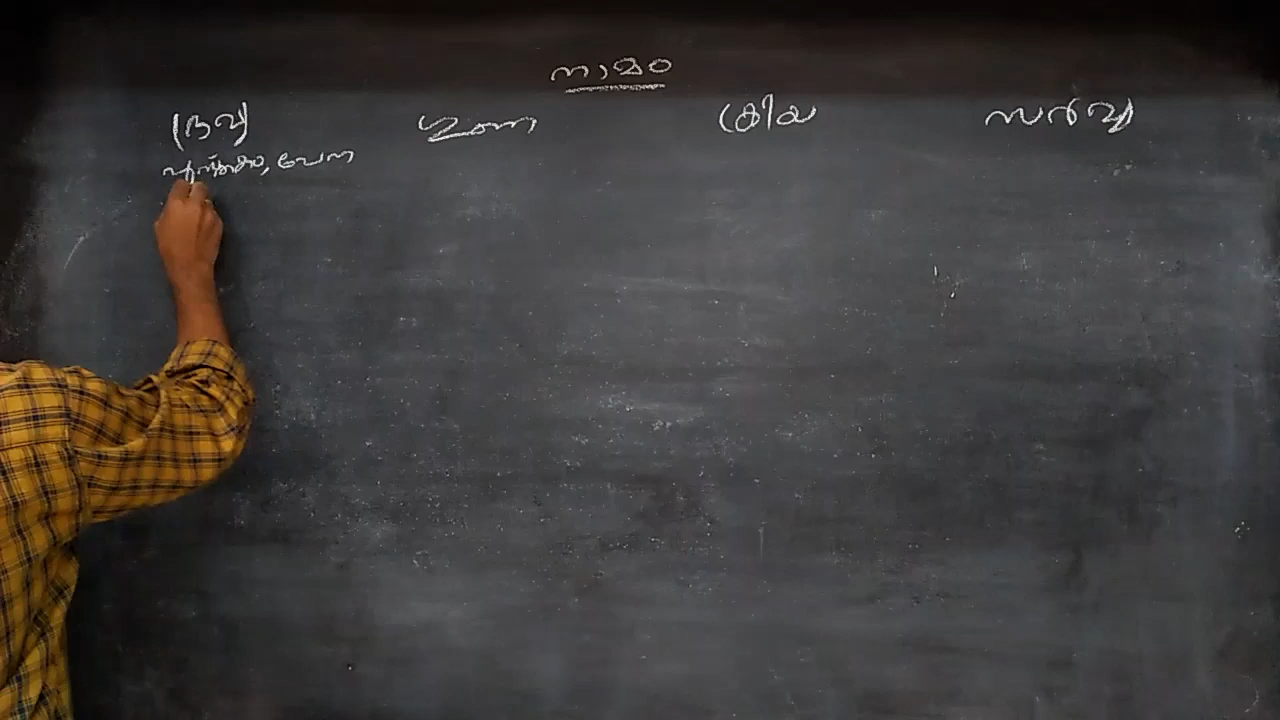 നാമം
ദ്രവ്യ ഗുണ ക്രിയ സർവ്വ
പുസ്തകം, പേന